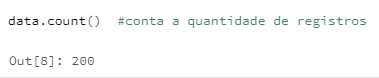 data.count()  #conta a quantidade de registros
Out[8]: 200